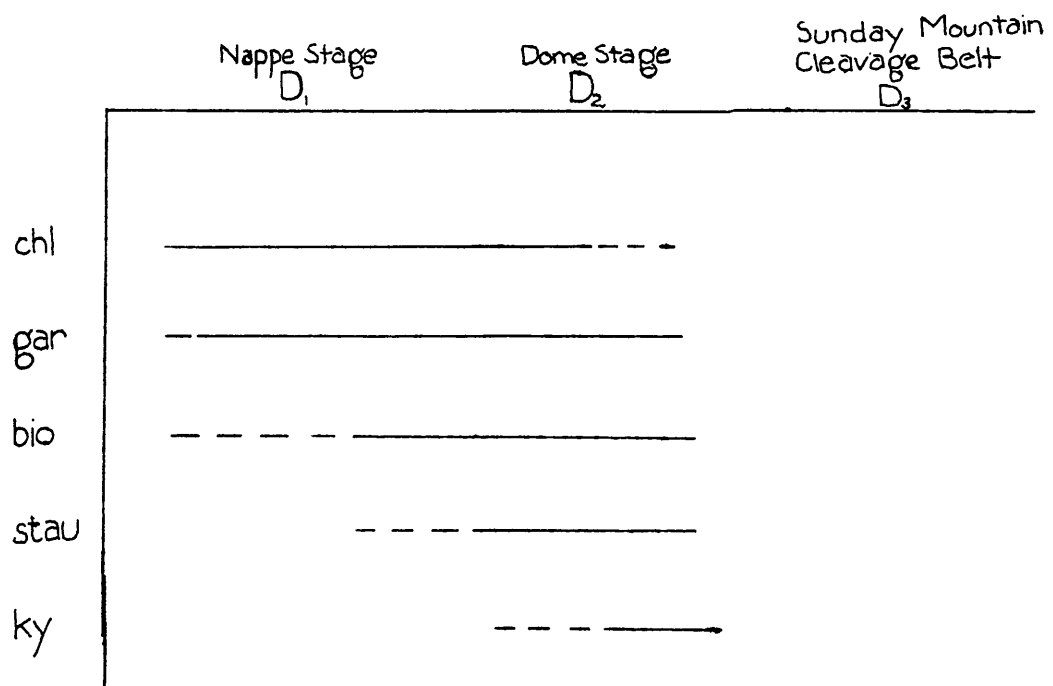 Nappe Stage
D₁
Dome Stage
D₂
Sunday Mountain
Cleavage Belt
D₃
chl
gar
bio
stau
ky